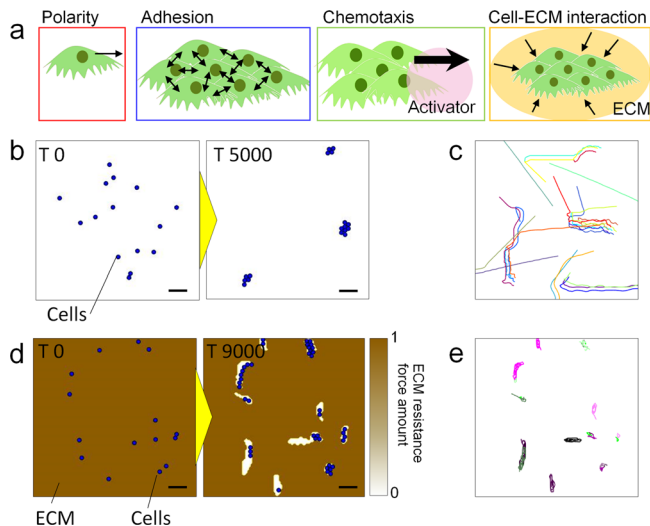 a
Polarity
Adhesion
Chemotaxis
Cell-ECM interaction
Activator
ECM
b
T 0
T 5000
Cells
c
d
T 0
T 9000
ECM
Cells
1
0
ECM resistance
force amount
e